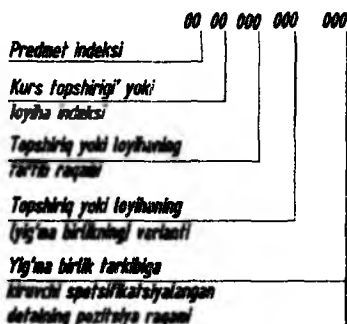 00 00 000 000 000
Predmet indeksi
Kurs topshirigi' yoki
loyiha indeksi
Topshiriq yoki loyihaning
tartib raqami
Topshiriq yoki loyihaning
(yig'ma birlikning) varianti
Yig'ma birlik tarkibiga
kiruvchi spetsifikatsiyalangan
detalning pozitsiya raqami